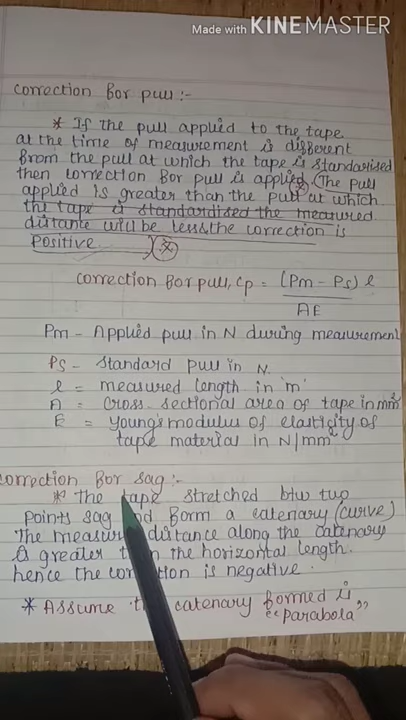 Made with KINEMASTER
correction for pull :-
* If the pull applied to the tape
at the time of measurement is different
from the pull at which the tape is standarised
then correction for pull is applied. (The pull
applied is greater than the pull at which
the tape is standardized the measured
distance will be less & the correction is
Positive
correction for pull, Cp = (Pm - Ps) l
AE
Pm - Applied pull in N during measurement
Ps - Standard pull in N.
l = measured length in 'm'
A = cross-sectional area of tape in mm²
E = Young's modulus of elasticity of
tape material in N/mm²
correction for sag :-
* The tape stretched b/w two
points sag and form a catenary (curve)
The distance along the catenary
is greater than the horizontal length.
hence the is negative.
* Assume the catenary formed is
"parabola"